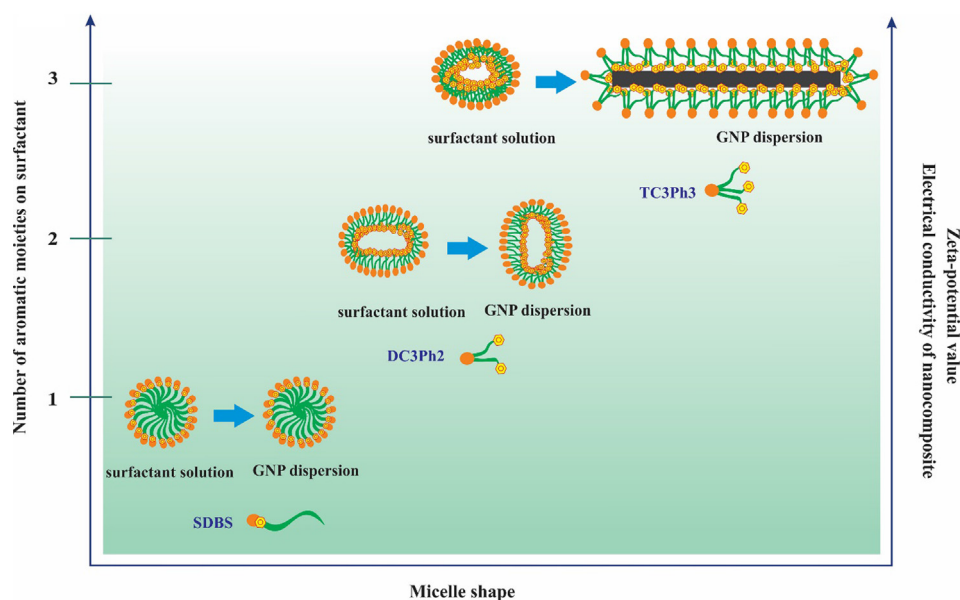 Number of aromatic moieties on surfactant
3
2
1
surfactant solution
GNP dispersion
TC3Ph3
surfactant solution
GNP dispersion
DC3Ph2
surfactant solution
GNP dispersion
SDBS
Micelle shape
Zeta-potential value
Electrical conductivity of nanocomposite